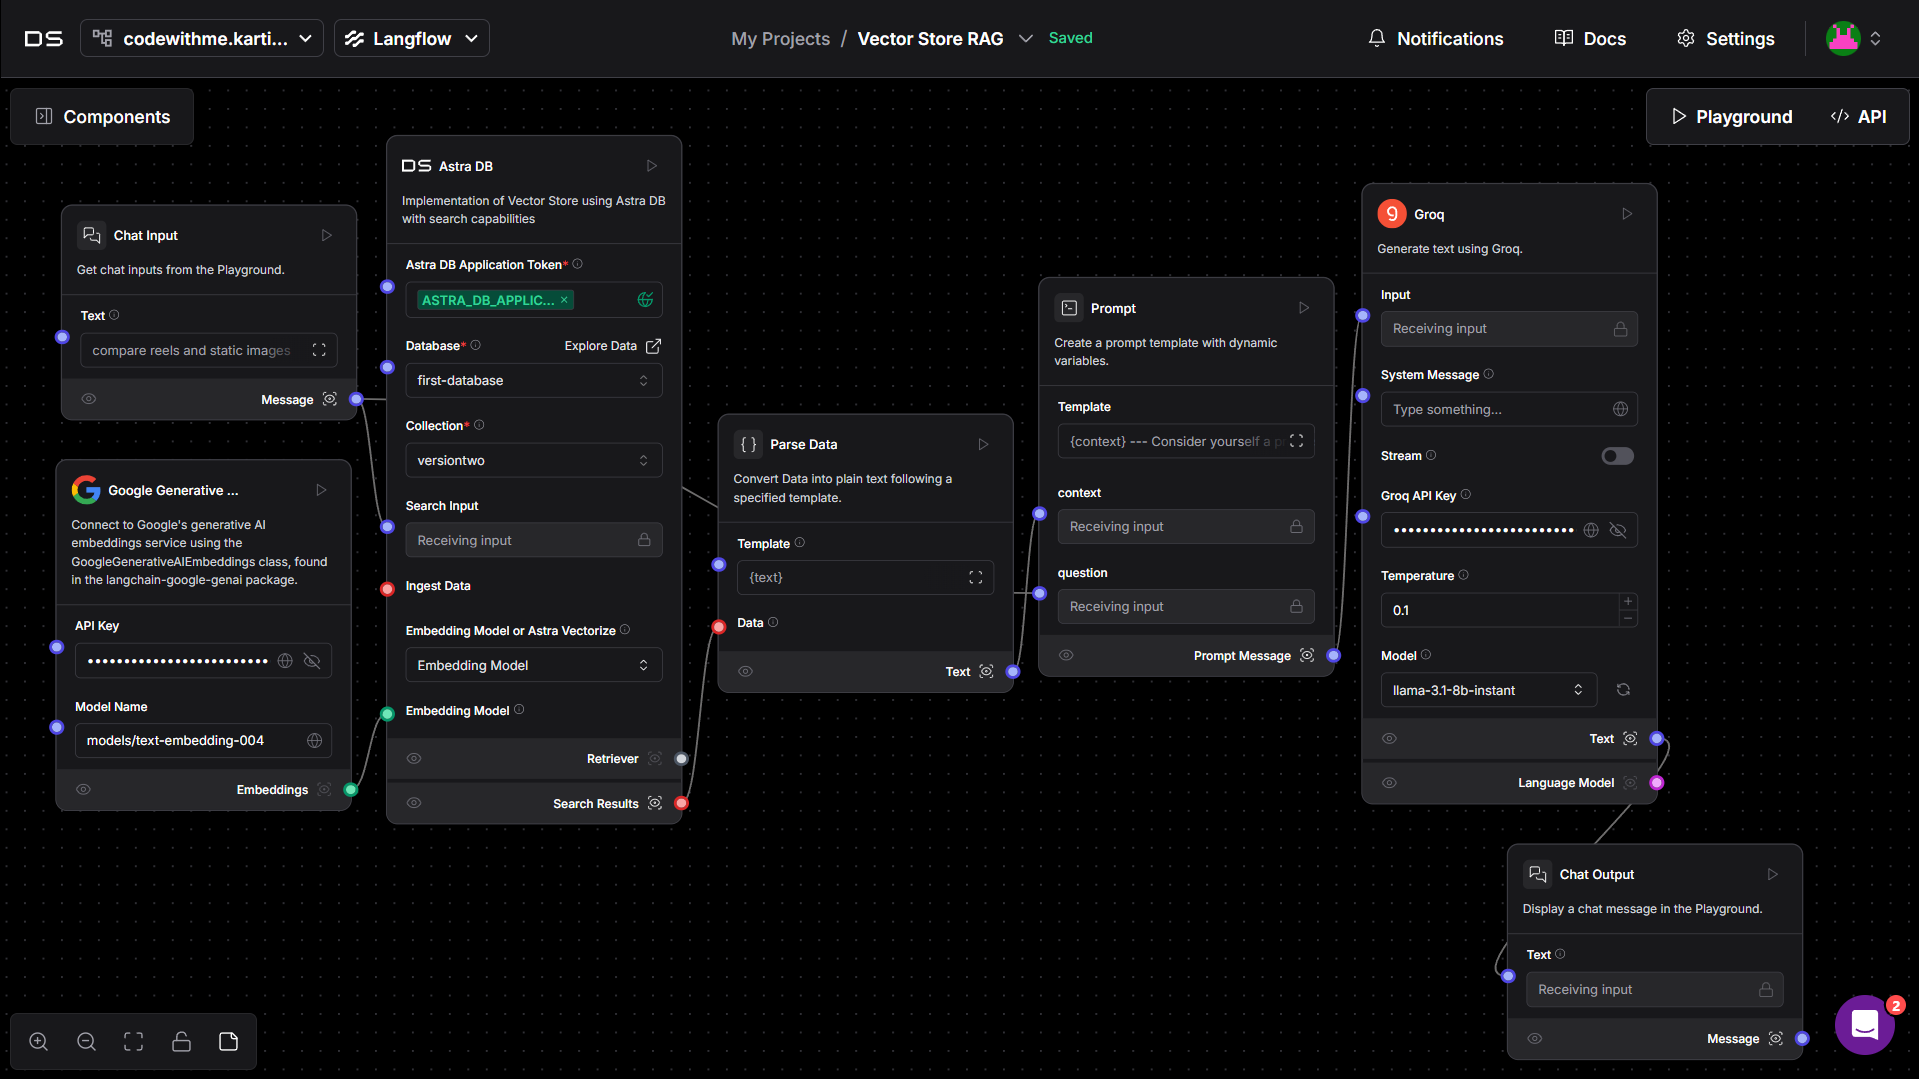 DS
codewithme.karti...
Langflow
My Projects / Vector Store RAG
Saved
Notifications
Docs
Settings
Components
Playground
API
Chat Input
Get chat inputs from the Playground.
Text
compare reels and static images
Message
Google Generative ...
Connect to Google's generative AI
embeddings service using the
GoogleGenerativeAIEmbeddings class, found
in the langchain-google-genai package.
API Key
••••••••••••••••••••••••••
Model Name
models/text-embedding-004
Embeddings
DS Astra DB
Implementation of Vector Store using Astra DB
with search capabilities
Astra DB Application Token*
ASTRA_DB_APPLIC... ×
Database*
Explore Data
first-database
Collection*
versiontwo
Search Input
Receiving input
Ingest Data
Embedding Model or Astra Vectorize
Embedding Model
Embedding Model
Retriever
Search Results
{ } Parse Data
Convert Data into plain text following a
specified template.
Template
{text}
Data
Text
Prompt
Create a prompt template with dynamic
variables.
Template
{context} --- Consider yourself a p
context
Receiving input
question
Receiving input
Prompt Message
Groq
Generate text using Groq.
Input
Receiving input
System Message
Type something...
Stream
Groq API Key
••••••••••••••••••••••••••
Temperature
0.1
Model
llama-3.1-8b-instant
Text
Language Model
Chat Output
Display a chat message in the Playground.
Text
Receiving input
Message
2